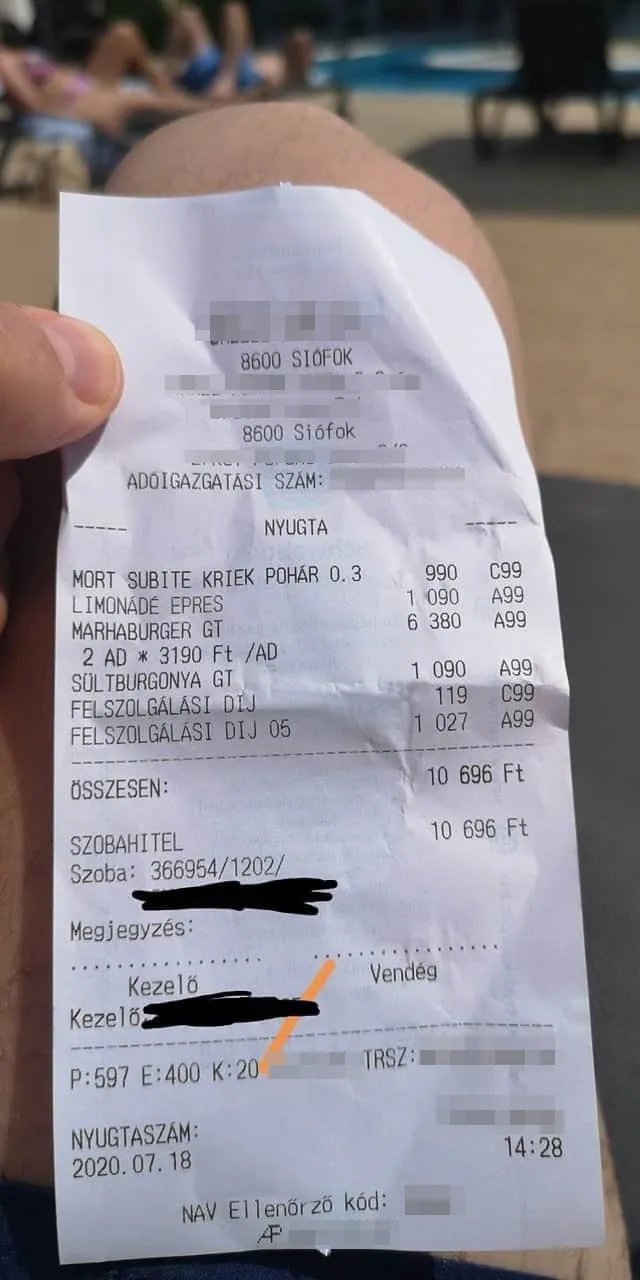 8600 SIÓFOK
8600 Siófok
ADÓIGAZGATÁSI SZÁM:
----- NYUGTA -----
MORT SUBITE KRIEK POHÁR 0.3 990 C99
LIMONÁDÉ EPRES 1 090 A99
MARHABURGER GT 6 380 A99
2 AD * 3190 Ft /AD
SÜLTBURGONYA GT 1 090 A99
FELSZOLGÁLÁSI DIJ 119 C99
FELSZOLGÁLÁSI DIJ 05 1 027 A99
ÖSSZESEN: 10 696 Ft
SZOBAHITEL 10 696 Ft
Szoba: 366954/1202/
Megjegyzés:
Kezelő Vendég
Kezelő
P:597 E:400 K:20 TRSZ:
NYUGTASZÁM:
2020.07.18 14:28
NAV Ellenőrző kód:
AP